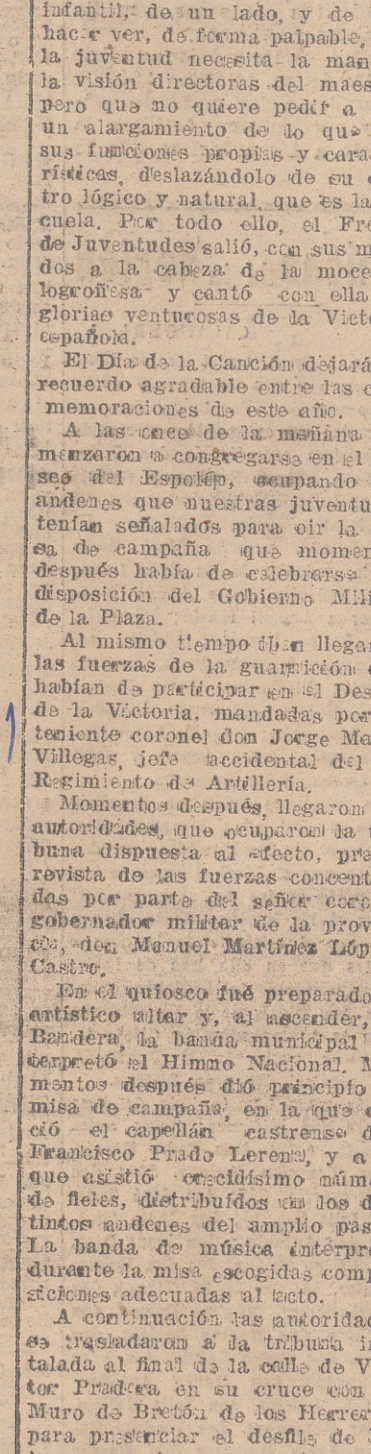 infantil, de un lado, y de
hacer ver, de forma palpable,
la juventud necesita la man
la visión directoras del maes
pero que no quiere pedir a
un alargamiento de lo que
sus funciones propias y cara
rísticas, deslazándolo de su c
tro lógico y natural, que es la
cuela. Por todo ello, el Fre
de Juventudes salió, con sus m
dos a la cabeza de la moce
logroñesa y cantó con ella
glorias venturosas de la Victo
española.
El Día de la Canción dejará
recuerdo agradable entre las c
memoraciones de este año.
A las once de la mañana
menzaron a congregarse en el
seo del Espolón, ocupando
andenes que nuestras juventu
tenían señalados para oir la
sa de campaña que momen
después había de celebrarse
disposición del Gobierno Mili
de la Plaza.
Al mismo tiempo iban llega
las fuerzas de la guarnición
habían de participar en el Des
de la Victoria, mandadas por
teniente coronel don Jorge Ma
Villegas, jefe accidental del
Regimiento de Artillería.
Momentos después, llegaron
autoridades, que ocuparon la t
buna dispuesta al efecto, pre
revista de las fuerzas concent
das por parte del señor coro
gobernador militar de la prov
cia, don Manuel Martínez Lóp
Castro.
En el quiosco fué preparado
artístico altar y, al ascender,
Bandera, la banda municipal
terpretó el Himno Nacional. M
mentos después dió principio
misa de campaña, en la que o
ció el capellán castrense d
Francisco Prado Lerena, y a
que asistió crecidísimo núm
de fieles, distribuídos en los d
tintos andenes del amplio pas
La banda de música interpre
durante la misa escogidas comp
siciones adecuadas al acto.
A continuación las autoridad
se trasladaron a la tribuna in
talada al final de la calle de V
tor Pradera en su cruce con
Muro de Bretón de los Herrer
para presenciar el desfile de